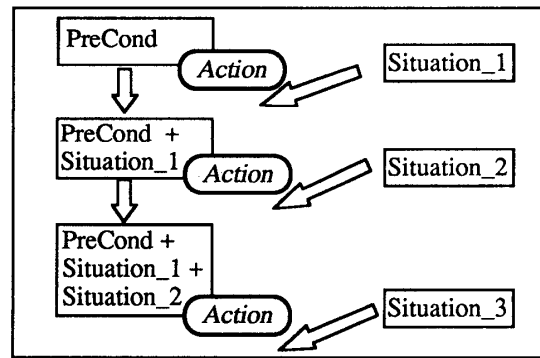 PreCond
Action
Situation_1
PreCond +
Situation_1
Action
Situation_2
PreCond +
Situation_1 +
Situation_2
Action
Situation_3